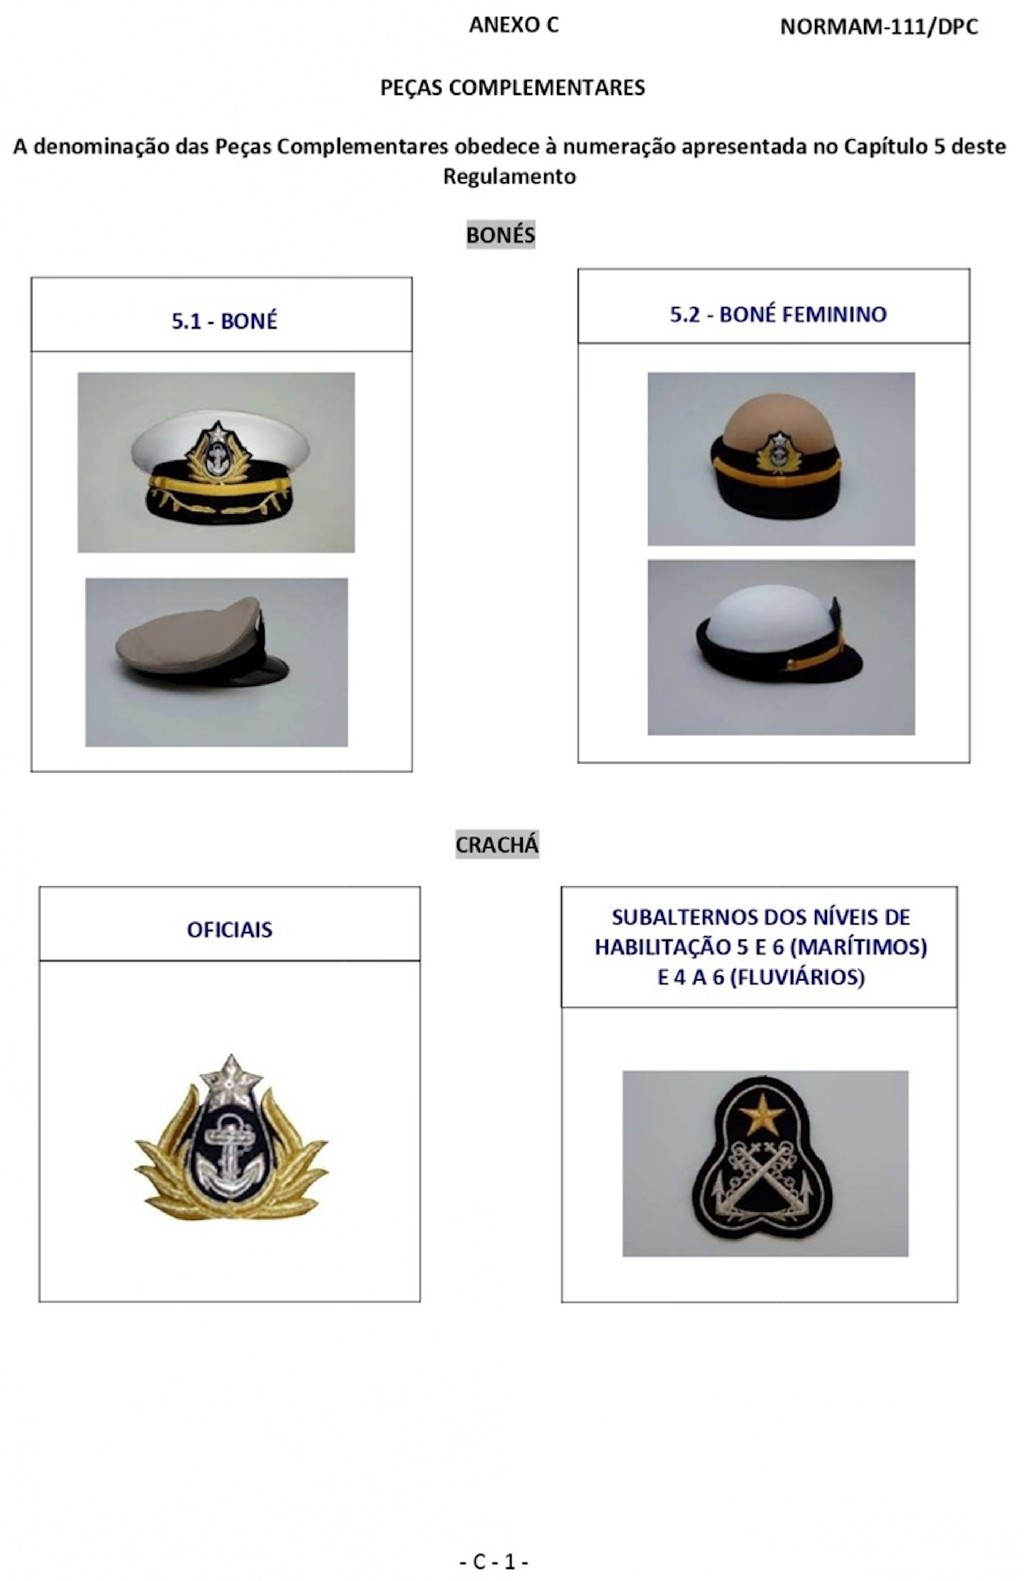 ANEXO C
NORMAM-111/DPC
PEÇAS COMPLEMENTARES
A denominação das Peças Complementares obedece à numeração apresentada no Capítulo 5 deste
Regulamento
BONÉS
5.1 - BONÉ
5.2 - BONÉ FEMININO
CRACHÁ
OFICIAIS
SUBALTERNOS DOS NÍVEIS DE
HABILITAÇÃO 5 E 6 (MARÍTIMOS)
E 4 A 6 (FLUVIÁRIOS)
- C - 1 -